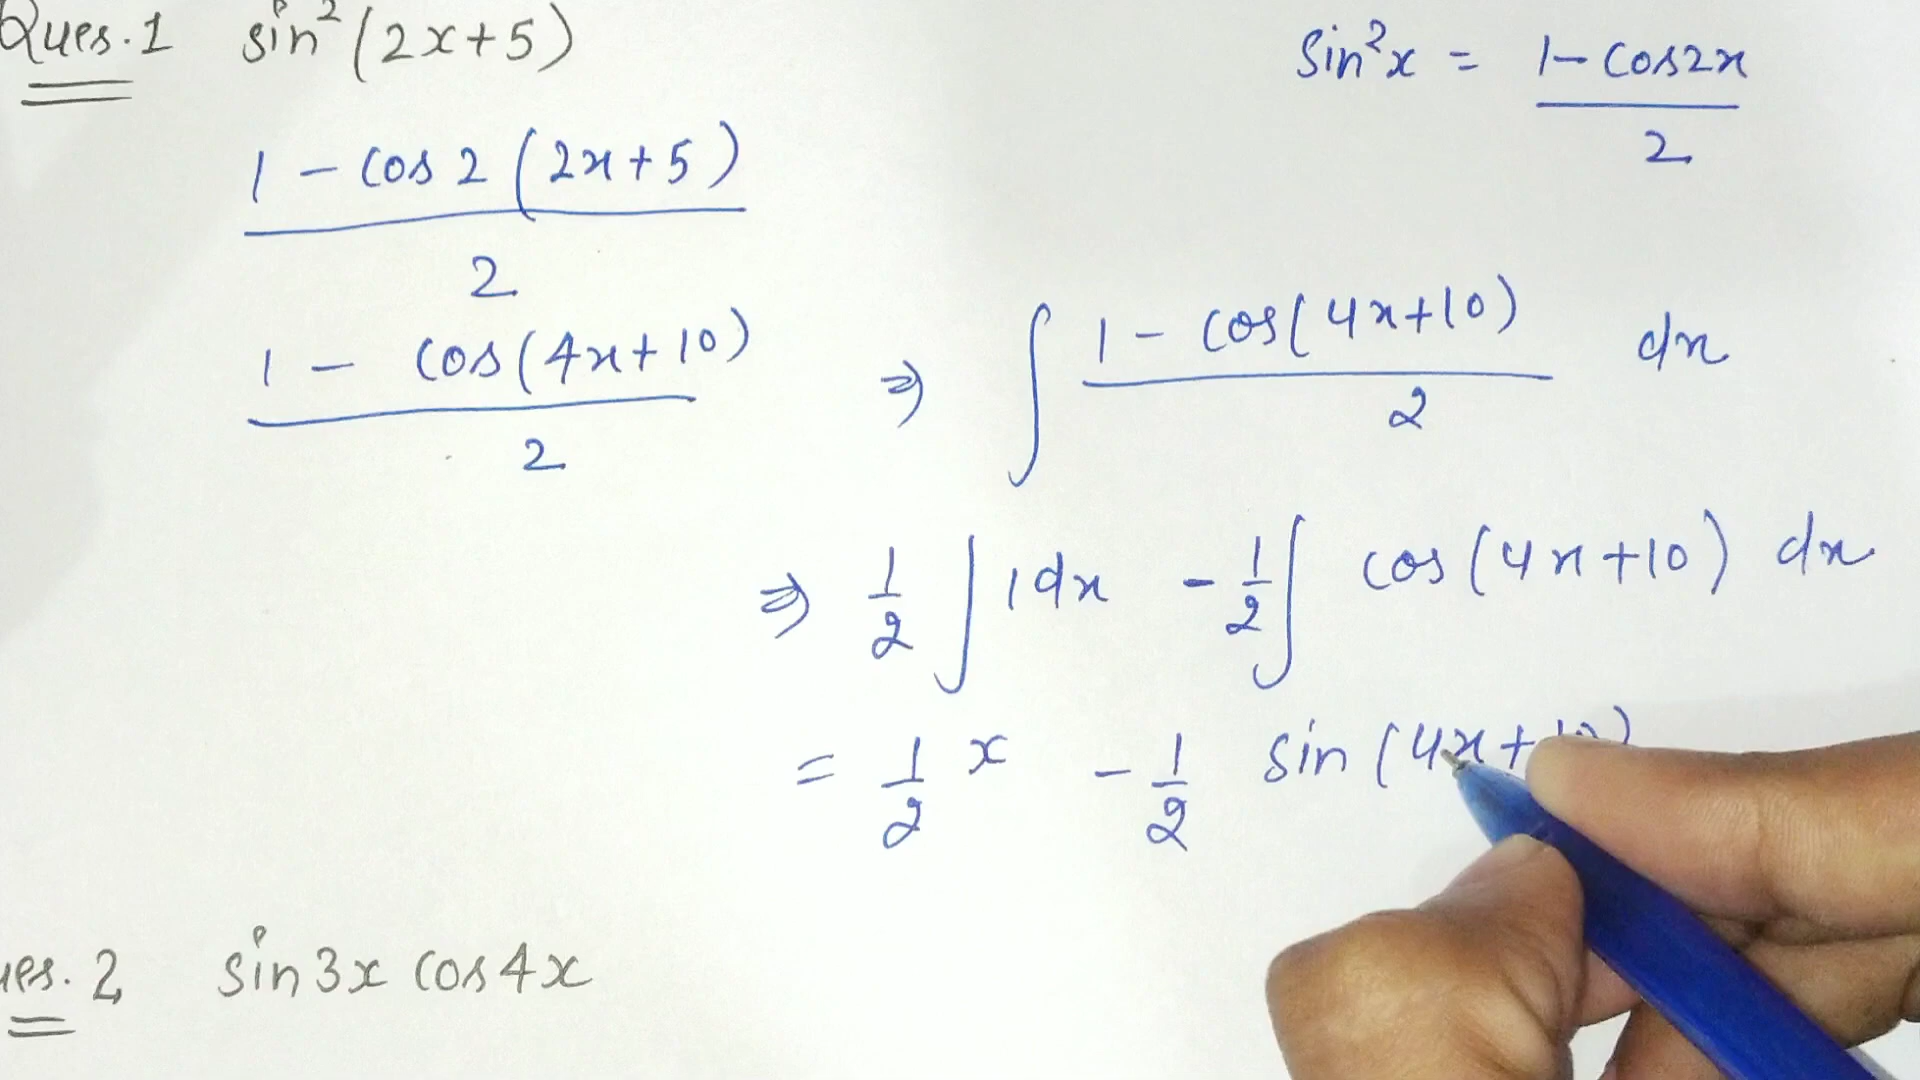 Ques.1 sin²(2x+5)
sin²x = (1 - cos2x)/2
(1 - cos 2(2x+5))/2
(1 - cos(4x+10))/2 ⇒ ∫ (1 - cos(4x+10))/2 dx
⇒ 1/2 ∫ 1dx - 1/2 ∫ cos(4x+10) dx
= 1/2 x - 1/2 sin(4x+
2 sin3x cos4x